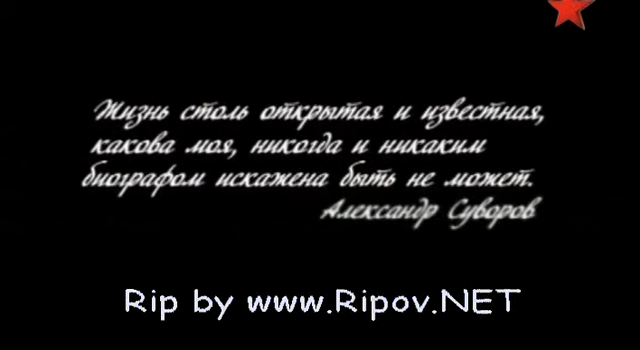 Жизнь столь открытая и известная,
какова моя, никогда и никаким
биографом искажена быть не может.
Александр Суворов
Rip by www.Ripov.NET